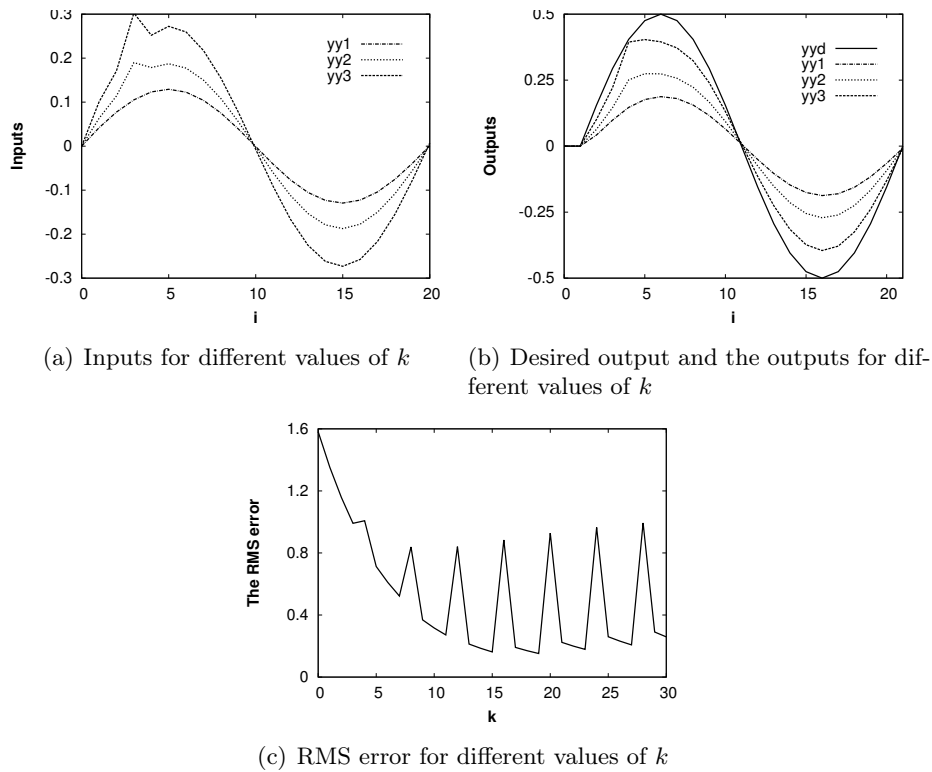 0.3
0.2
0.1
0
-0.1
-0.2
-0.3
0
5
10
15
20
Inputs
i
yy1
yy2
yy3
0.5
0.25
0
-0.25
-0.5
0
5
10
15
20
Outputs
i
yyd
yy1
yy2
yy3
(a) Inputs for different values of k
(b) Desired output and the outputs for dif-
ferent values of k
1.6
1.2
0.8
0.4
0
0
5
10
15
20
25
30
The RMS error
k
(c) RMS error for different values of k